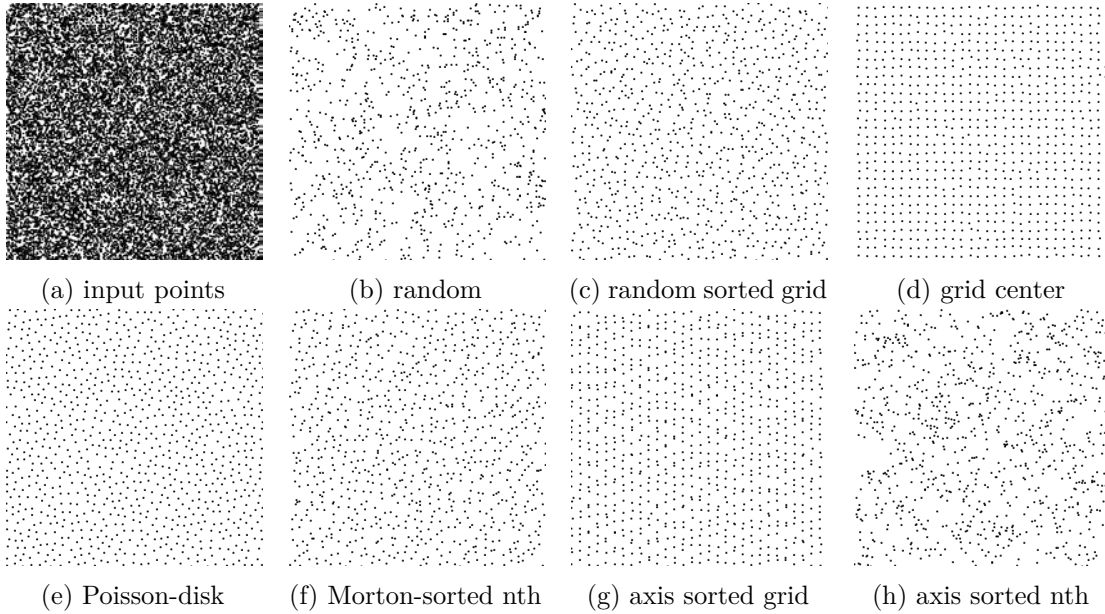 (a) input points
(b) random
(c) random sorted grid
(d) grid center
(e) Poisson-disk
(f) Morton-sorted nth
(g) axis sorted grid
(h) axis sorted nth